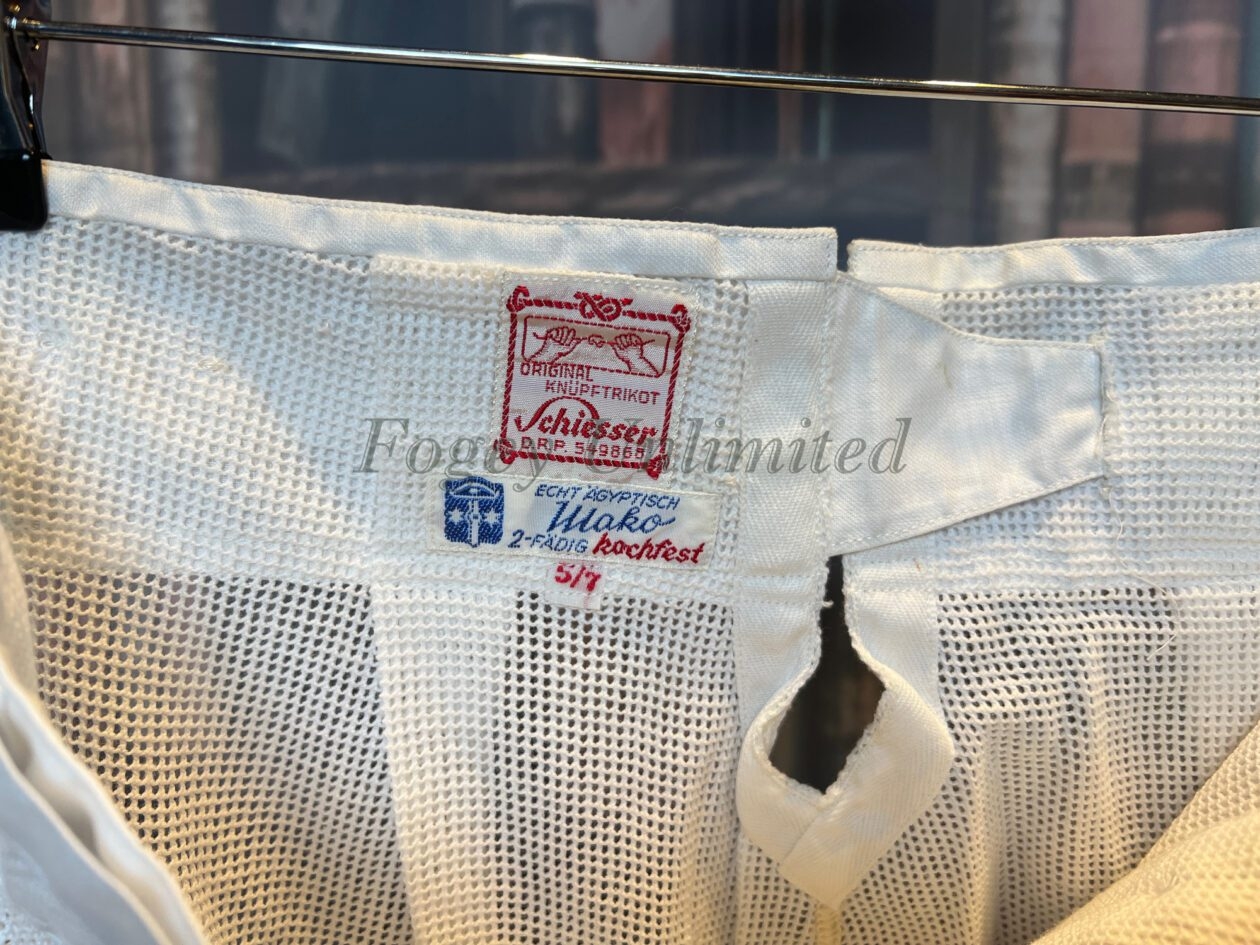 ORIGINAL
KNÜPFTRIKOT
Schiesser
D.R.P. 549868
Fogey Unlimited
ECHT ÄGYPTISCH
Mako
2-FÄDIG kochfest
5/7